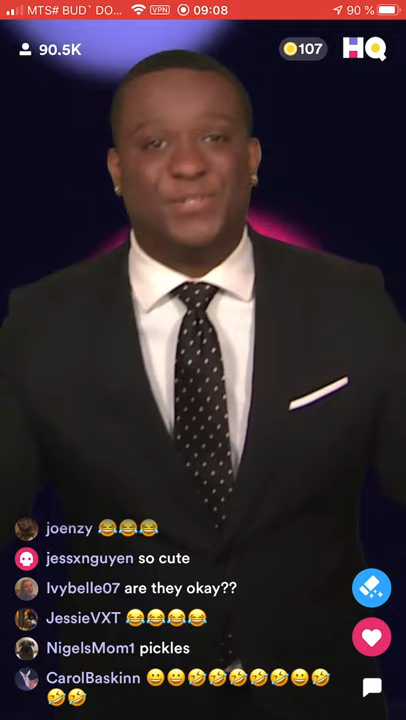 MTS# BUD` DO... VPN 09:08 90 %
90.5K 107 HQ
joenzy 😂😂😂
jessxnguyen so cute
Ivybelle07 are they okay??
JessieVXT 😂😂😂😂
NigelsMom1 pickles
CarolBaskinn 😀😀🤣🤣🤣🤣🤣😀🤣
🤣🤣